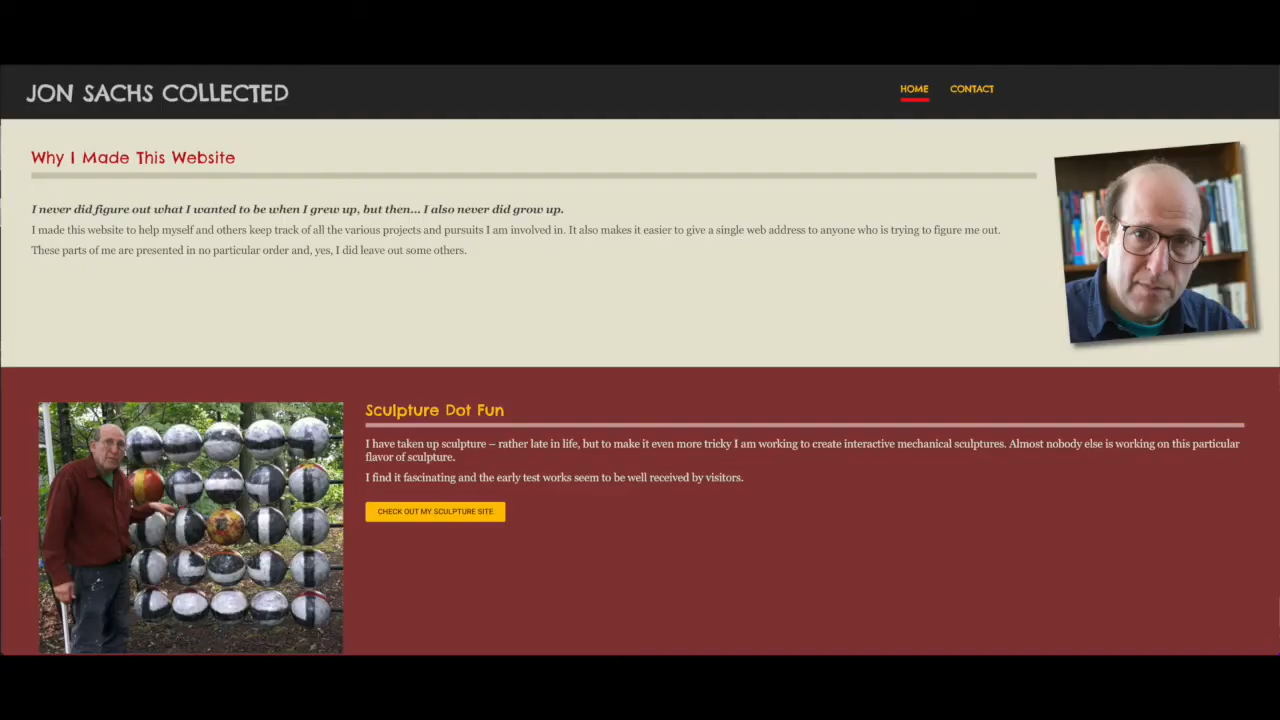 JON SACHS COLLECTED
HOME
CONTACT
Why I Made This Website
I never did figure out what I wanted to be when I grew up, but then... I also never did grow up.
I made this website to help myself and others keep track of all the various projects and pursuits I am involved in. It also makes it easier to give a single web address to anyone who is trying to figure me out.
These parts of me are presented in no particular order and, yes, I did leave out some others.
Sculpture Dot Fun
I have taken up sculpture – rather late in life, but to make it even more tricky I am working to create interactive mechanical sculptures. Almost nobody else is working on this particular
flavor of sculpture.
I find it fascinating and the early test works seem to be well received by visitors.
CHECK OUT MY SCULPTURE SITE